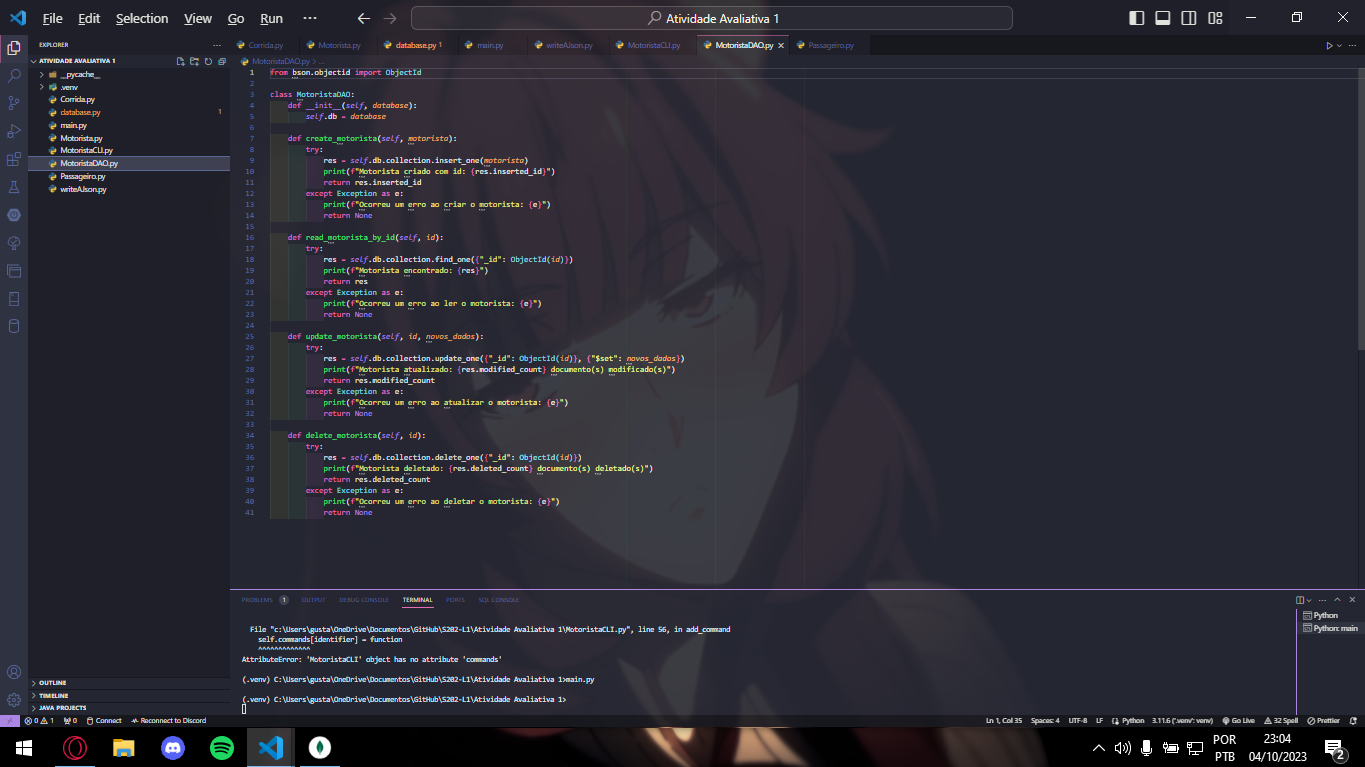 File Edit Selection View Go Run ···
Atividade Avaliativa 1
EXPLORER
ATIVIDADE AVALIATIVA 1
__pycache__
.venv
Corrida.py
database.py 1
main.py
Motorista.py
MotoristaCLI.py
MotoristaDAO.py
Passageiro.py
writeAJson.py
OUTLINE
TIMELINE
JAVA PROJECTS
Corrida.py Motorista.py database.py 1 main.py writeAJson.py MotoristaCLI.py MotoristaDAO.py Passageiro.py
MotoristaDAO.py > ...
1 from bson.objectid import ObjectId
2
3 class MotoristaDAO:
4 def __init__(self, database):
5 self.db = database
6
7 def create_motorista(self, motorista):
8 try:
9 res = self.db.collection.insert_one(motorista)
10 print(f"Motorista criado com id: {res.inserted_id}")
11 return res.inserted_id
12 except Exception as e:
13 print(f"Ocorreu um erro ao criar o motorista: {e}")
14 return None
15
16 def read_motorista_by_id(self, id):
17 try:
18 res = self.db.collection.find_one({"_id": ObjectId(id)})
19 print(f"Motorista encontrado: {res}")
20 return res
21 except Exception as e:
22 print(f"Ocorreu um erro ao ler o motorista: {e}")
23 return None
24
25 def update_motorista(self, id, novos_dados):
26 try:
27 res = self.db.collection.update_one({"_id": ObjectId(id)}, {"$set": novos_dados})
28 print(f"Motorista atualizado: {res.modified_count} documento(s) modificado(s)")
29 return res.modified_count
30 except Exception as e:
31 print(f"Ocorreu um erro ao atualizar o motorista: {e}")
32 return None
33
34 def delete_motorista(self, id):
35 try:
36 res = self.db.collection.delete_one({"_id": ObjectId(id)})
37 print(f"Motorista deletado: {res.deleted_count} documento(s) deletado(s)")
38 return res.deleted_count
39 except Exception as e:
40 print(f"Ocorreu um erro ao deletar o motorista: {e}")
41 return None
PROBLEMS 1 OUTPUT DEBUG CONSOLE TERMINAL PORTS SQL CONSOLE
File "c:\Users\gusta\OneDrive\Documentos\GitHub\S202-L1\Atividade Avaliativa 1\MotoristaCLI.py", line 56, in add_command
self.commands[identifier] = function
^^^^^^^^^^^^^
AttributeError: 'MotoristaCLI' object has no attribute 'commands'
(.venv) C:\Users\gusta\OneDrive\Documentos\GitHub\S202-L1\Atividade Avaliativa 1>main.py
(.venv) C:\Users\gusta\OneDrive\Documentos\GitHub\S202-L1\Atividade Avaliativa 1>
Python
Python: main
0 1 0 Connect Reconnect to Discord
Ln 1, Col 35 Spaces: 4 UTF-8 LF Python 3.11.6 ('.venv': venv) Go Live 32 Spell Prettier
POR
PTB
23:04
04/10/2023
2